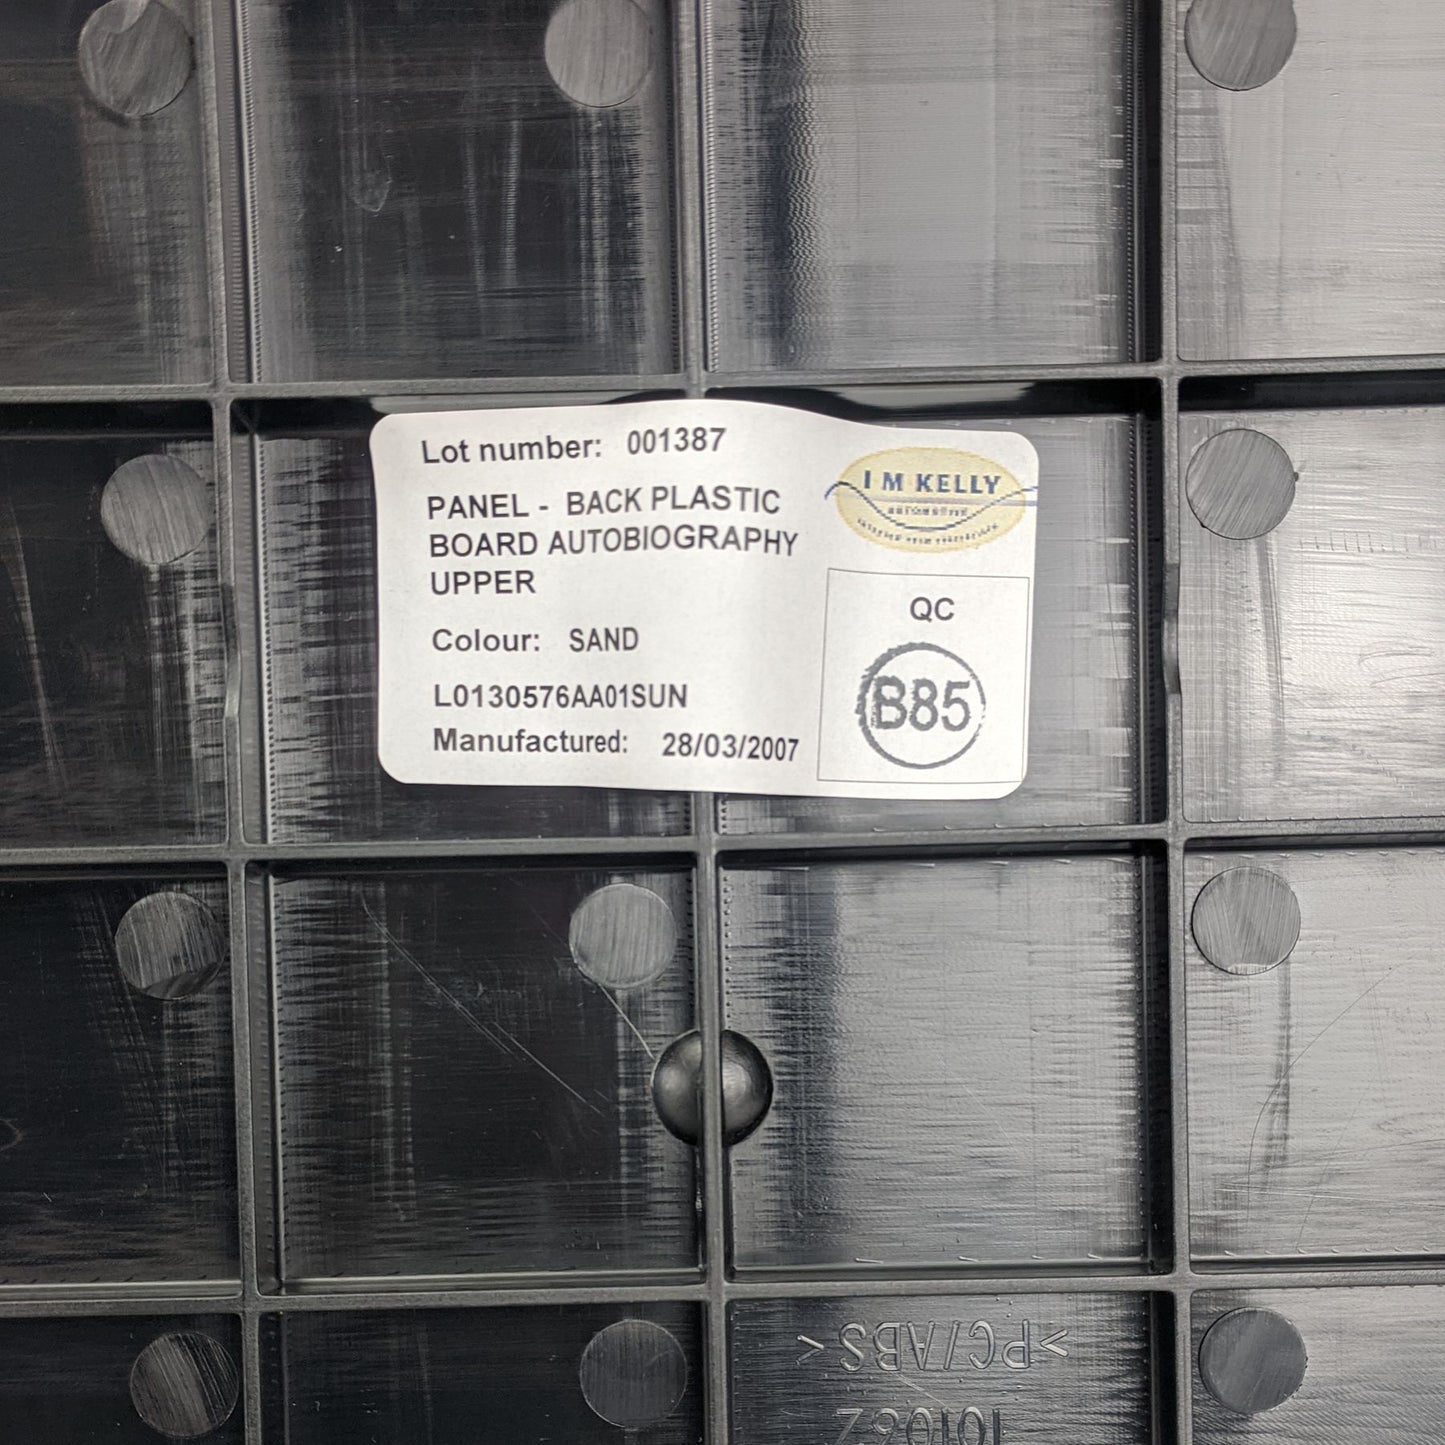 Lot number: 001387
PANEL - BACK PLASTIC
BOARD AUTOBIOGRAPHY
UPPER
Colour: SAND
L0130576AA01SUN
Manufactured: 28/03/2007
I M KELLY
AUTOMOTIVE
QC
B85
>PC/ABS<